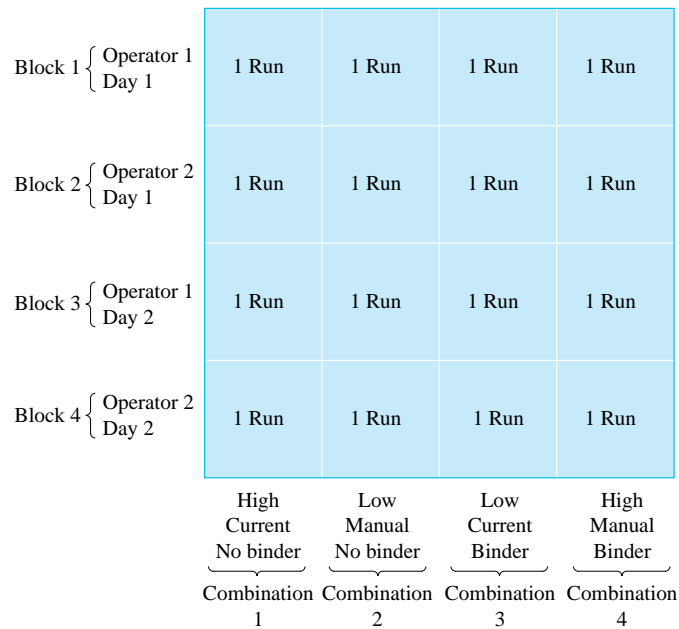 Operator 1
Block 1 {
Day 1
1 Run 1 Run 1 Run 1 Run
Operator 2
Block 2 {
Day 1
1 Run 1 Run 1 Run 1 Run
Operator 1
Block 3 {
Day 2
1 Run 1 Run 1 Run 1 Run
Operator 2
Block 4 {
Day 2
1 Run 1 Run 1 Run 1 Run
High Low Low High
Current Manual Current Manual
No binder No binder Binder Binder
Combination Combination Combination Combination
1 2 3 4